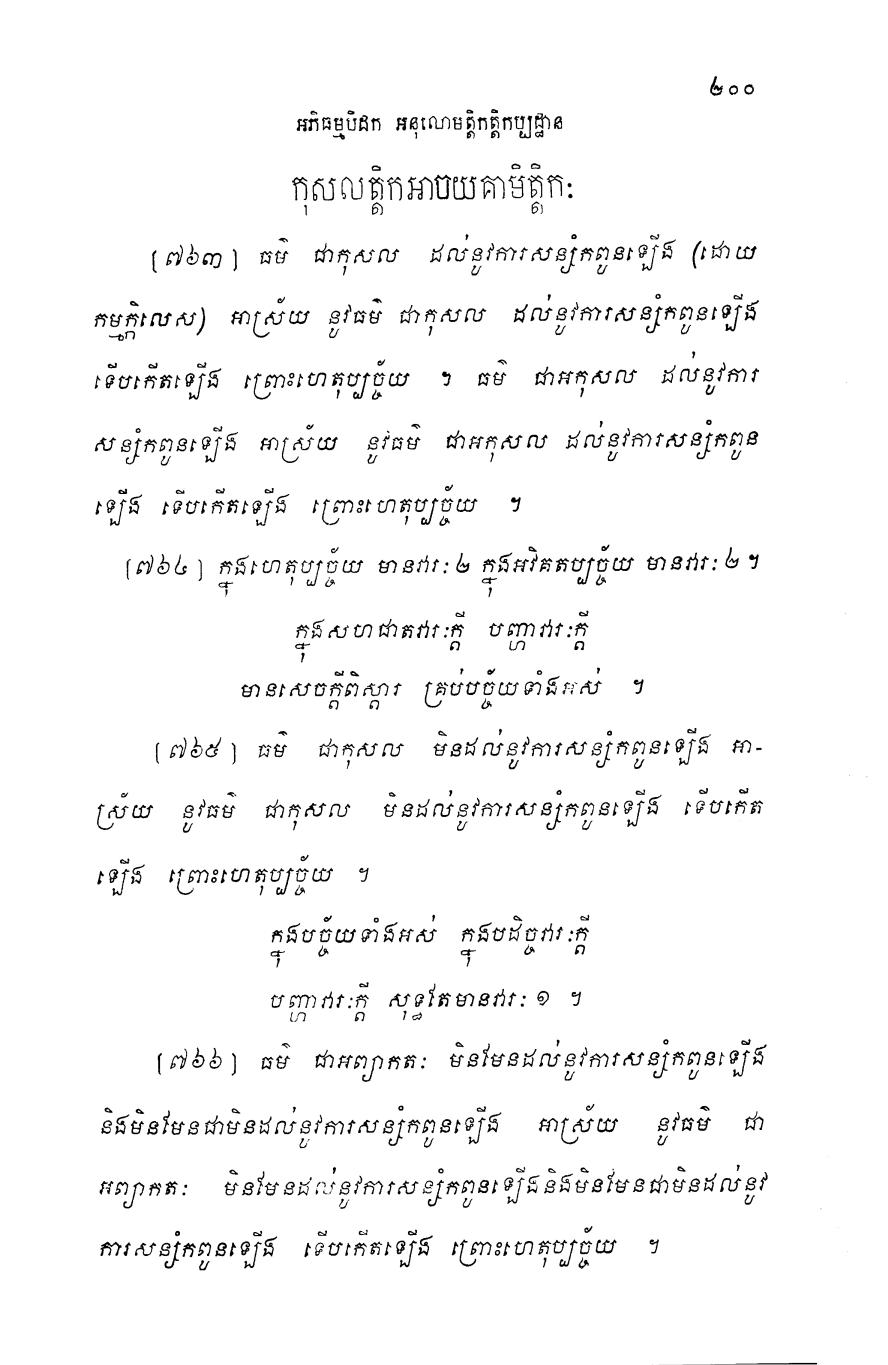 ២០០
អភិធម្មបិដក អនុលោមត្តិកត្តិកប្បដ្ឋាន
កុសលត្តិកអាចយគាមិត្តិកៈ
[៧៦៣] ធម៌ ជាកុសល ដល់នូវការសន្សំកពូនឡើង (ដោយ
កម្មក្កិលេស) អាស្រ័យ នូវធម៌ ជាកុសល ដល់នូវការសន្សំកពូនឡើង
ទើបកើតឡើង ព្រោះហេតុប្បច្ច័យ ។ ធម៌ ជាអកុសល ដល់នូវការ
សន្សំកពូនឡើង អាស្រ័យ នូវធម៌ ជាអកុសល ដល់នូវការសន្សំកពូន
ឡើង ទើបកើតឡើង ព្រោះហេតុប្បច្ច័យ ។
[៧៦៤] ក្នុងហេតុប្បច្ច័យ មានវារៈ ២ ក្នុងអវិគតប្បច្ច័យ មានវារៈ ២ ។
ក្នុងសហជាតវារៈក្តី បញ្ហាវារៈក្តី
មានសេចក្តីពិស្តារ គ្រប់បច្ច័យទាំងអស់ ។
[៧៦៥] ធម៌ ជាកុសល មិនដល់នូវការសន្សំកពូនឡើង អា-
ស្រ័យ នូវធម៌ ជាកុសល មិនដល់នូវការសន្សំកពូនឡើង ទើបកើត
ឡើង ព្រោះហេតុប្បច្ច័យ ។
ក្នុងបច្ច័យទាំងអស់ ក្នុងបដិច្ចវារៈក្តី
បញ្ហាវារៈក្តី សុទ្ធតែមានវារៈ ១ ។
[៧៦៦] ធម៌ ជាអព្យាកតៈ មិនមែនដល់នូវការសន្សំកពូនឡើង
និងមិនមែនជាមិនដល់នូវការសន្សំកពូនឡើង អាស្រ័យ នូវធម៌ ជា
អព្យាកតៈ មិនមែនដល់នូវការសន្សំកពូនឡើងនិងមិនមែនជាមិនដល់នូវ
ការសន្សំកពូនឡើង ទើបកើតឡើង ព្រោះហេតុប្បច្ច័យ ។